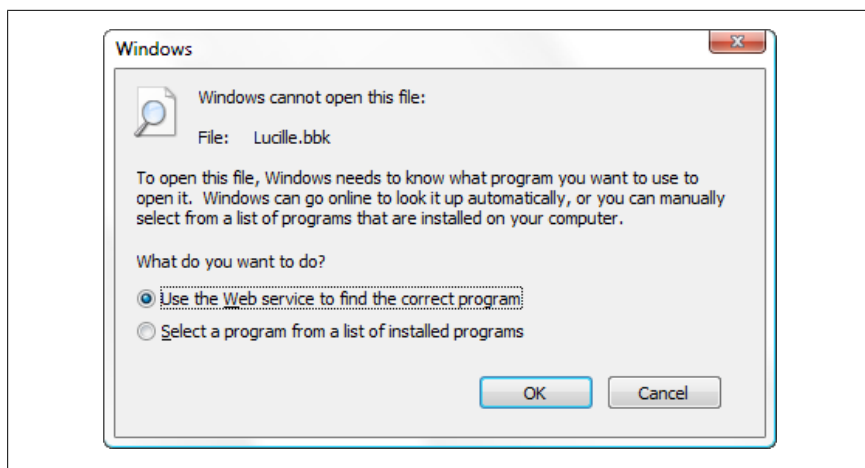 Windows
Windows cannot open this file:
File: Lucille.bbk
To open this file, Windows needs to know what program you want to use to
open it. Windows can go online to look it up automatically, or you can manually
select from a list of programs that are installed on your computer.
What do you want to do?
Use the Web service to find the correct program
Select a program from a list of installed programs
OK Cancel